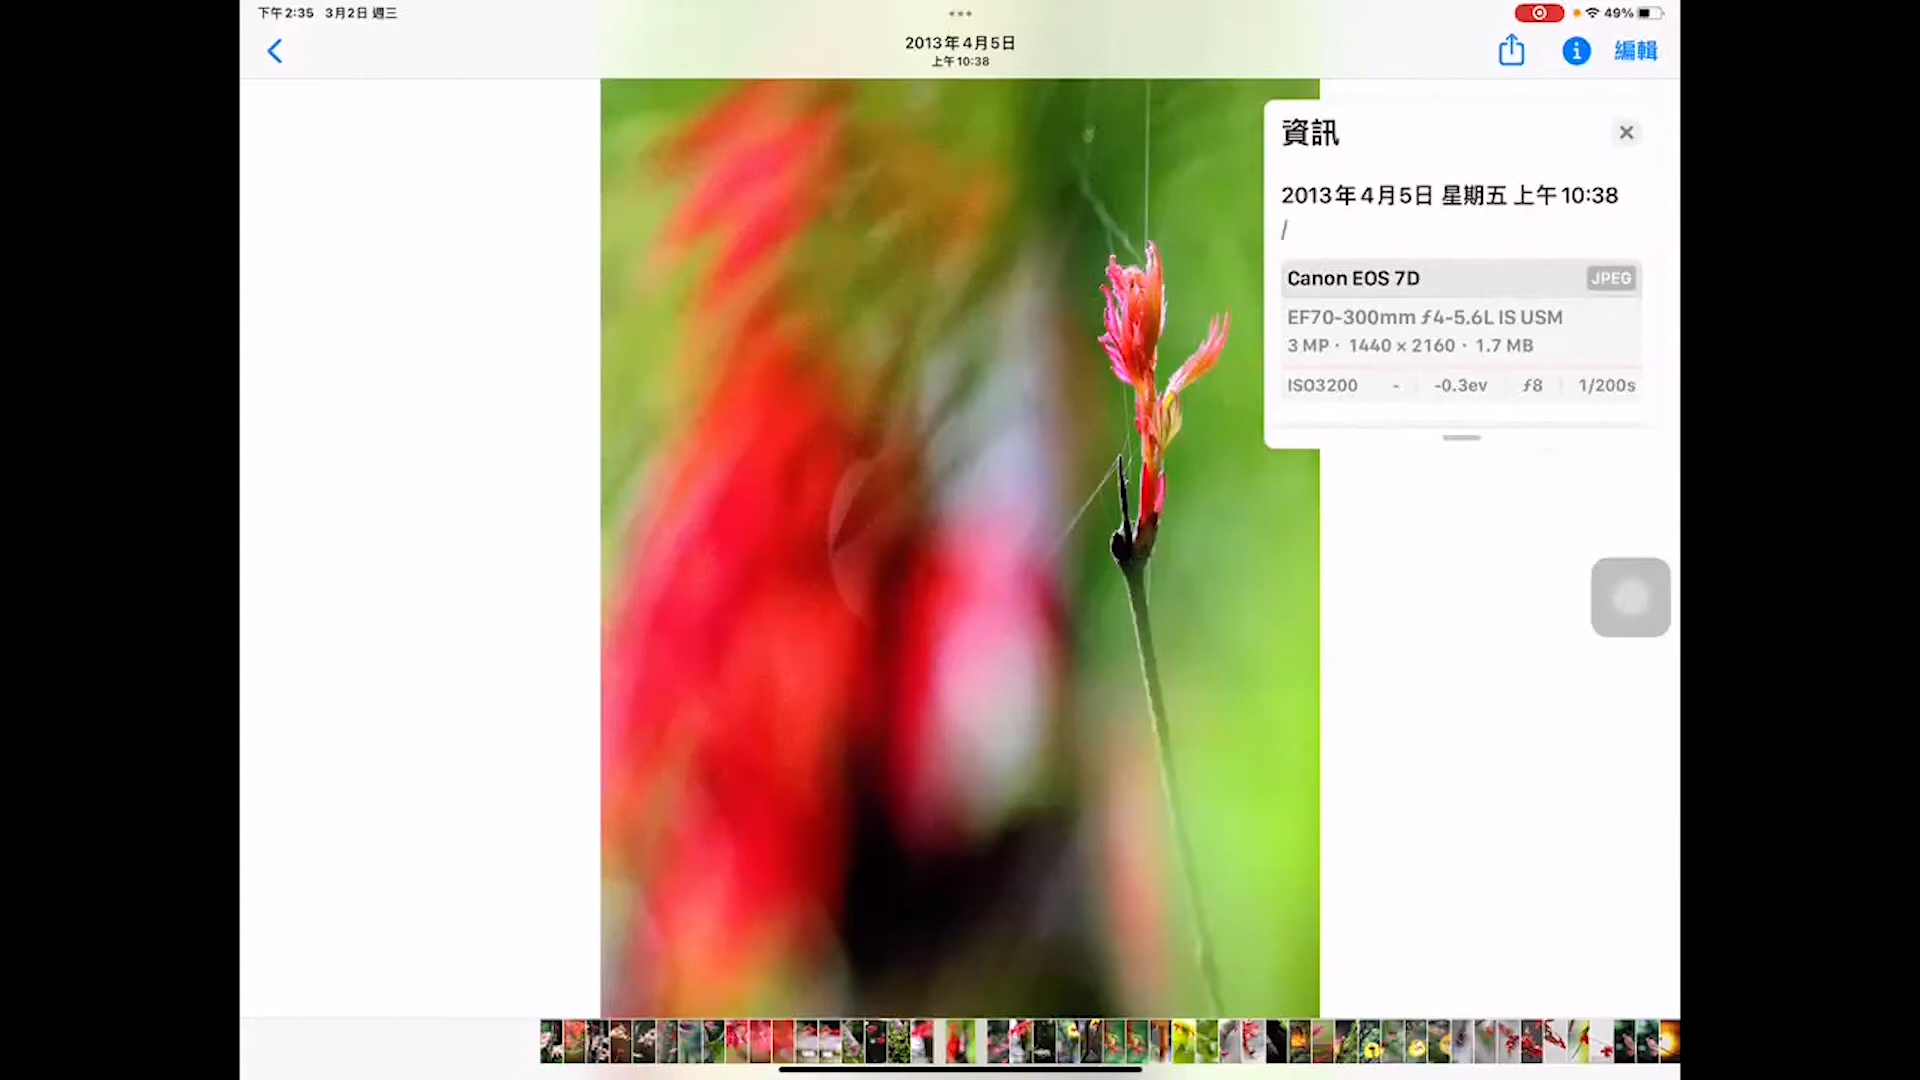 下午2:35 3月2日 週三
49%
2013年4月5日
上午10:38
編輯
資訊
2013年4月5日 星期五 上午10:38
/
Canon EOS 7D JPEG
EF70-300mm ƒ4-5.6L IS USM
3 MP · 1440 × 2160 · 1.7 MB
ISO3200 - -0.3ev ƒ8 1/200s